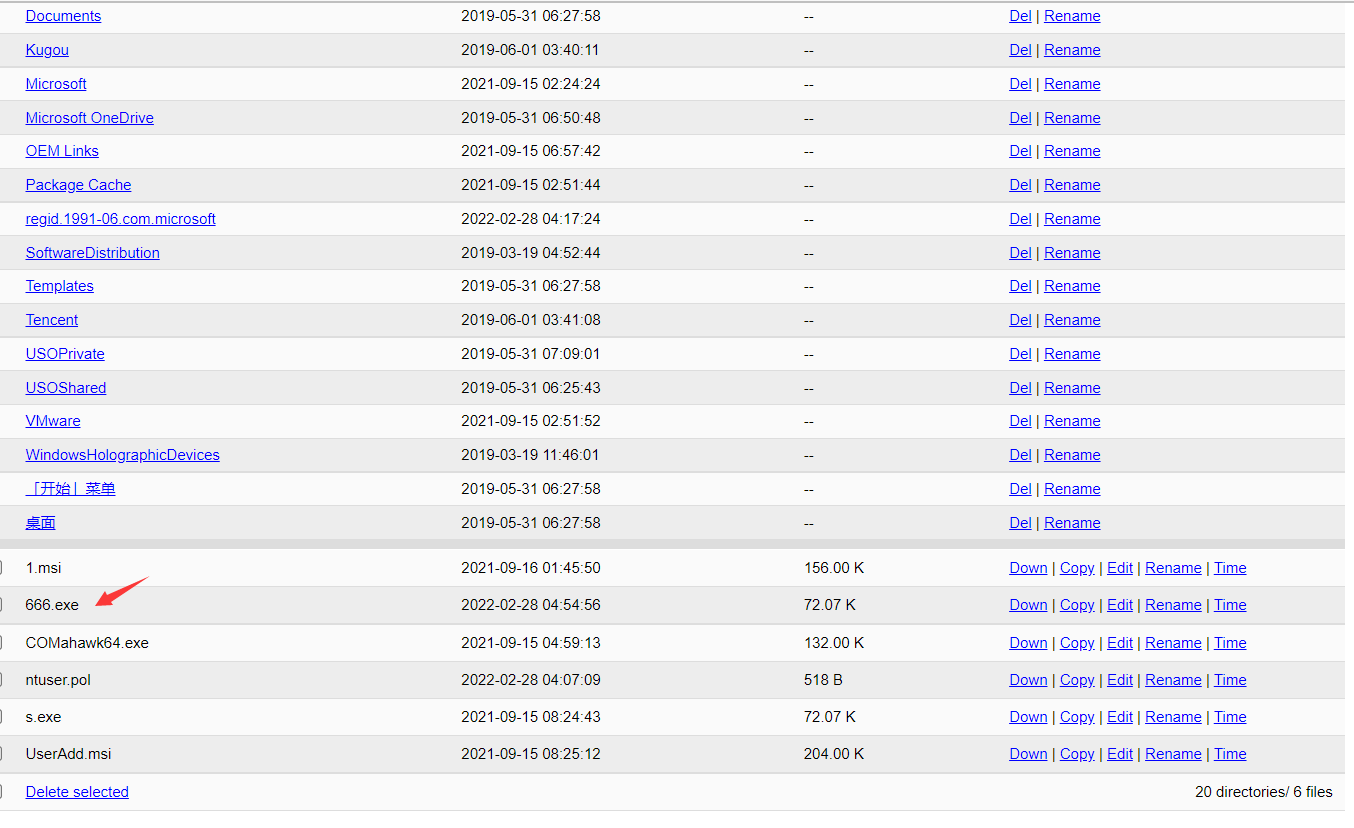 Documents 2019-05-31 06:27:58 -- Del | Rename
Kugou 2019-06-01 03:40:11 -- Del | Rename
Microsoft 2021-09-15 02:24:24 -- Del | Rename
Microsoft OneDrive 2019-05-31 06:50:48 -- Del | Rename
OEM Links 2021-09-15 06:57:42 -- Del | Rename
Package Cache 2021-09-15 02:51:44 -- Del | Rename
regid.1991-06.com.microsoft 2022-02-28 04:17:24 -- Del | Rename
SoftwareDistribution 2019-03-19 04:52:44 -- Del | Rename
Templates 2019-05-31 06:27:58 -- Del | Rename
Tencent 2019-06-01 03:41:08 -- Del | Rename
USOPrivate 2019-05-31 07:09:01 -- Del | Rename
USOShared 2019-05-31 06:25:43 -- Del | Rename
VMware 2021-09-15 02:51:52 -- Del | Rename
WindowsHolographicDevices 2019-03-19 11:46:01 -- Del | Rename
「开始」菜单 2019-05-31 06:27:58 -- Del | Rename
桌面 2019-05-31 06:27:58 -- Del | Rename
1.msi 2021-09-16 01:45:50 156.00 K Down | Copy | Edit | Rename | Time
666.exe 2022-02-28 04:54:56 72.07 K Down | Copy | Edit | Rename | Time
COMahawk64.exe 2021-09-15 04:59:13 132.00 K Down | Copy | Edit | Rename | Time
ntuser.pol 2022-02-28 04:07:09 518 B Down | Copy | Edit | Rename | Time
s.exe 2021-09-15 08:24:43 72.07 K Down | Copy | Edit | Rename | Time
UserAdd.msi 2021-09-15 08:25:12 204.00 K Down | Copy | Edit | Rename | Time
Delete selected 20 directories/ 6 files